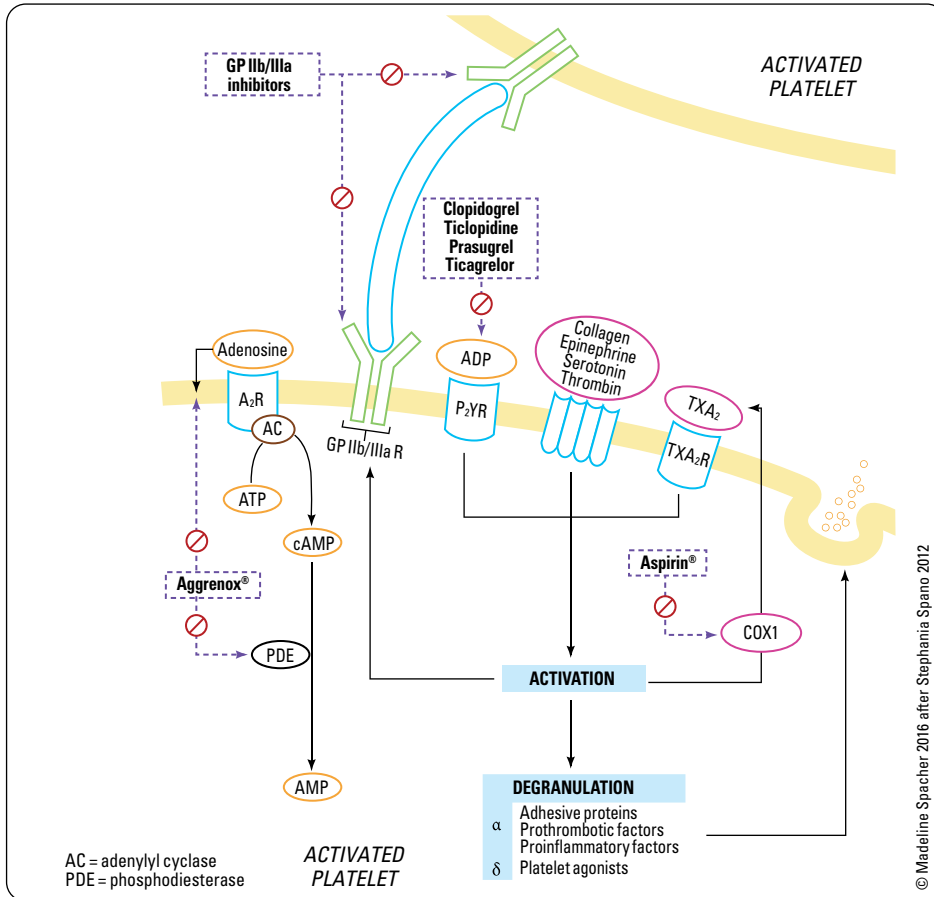 GP IIb/IIIa
inhibitors
ACTIVATED
PLATELET
Clopidogrel
Ticlopidine
Prasugrel
Ticagrelor
Adenosine
A₂R
AC
ATP
cAMP
GP IIb/IIIa R
ADP
P₂YR
Collagen
Epinephrine
Serotonin
Thrombin
TXA₂
TXA₂R
Aggrenox®
PDE
AMP
Aspirin®
COX1
ACTIVATION
DEGRANULATION
α Adhesive proteins
Prothrombotic factors
Proinflammatory factors
δ Platelet agonists
AC = adenylyl cyclase
PDE = phosphodiesterase
ACTIVATED
PLATELET
© Madeline Spacher 2016 after Stephania Spano 2012